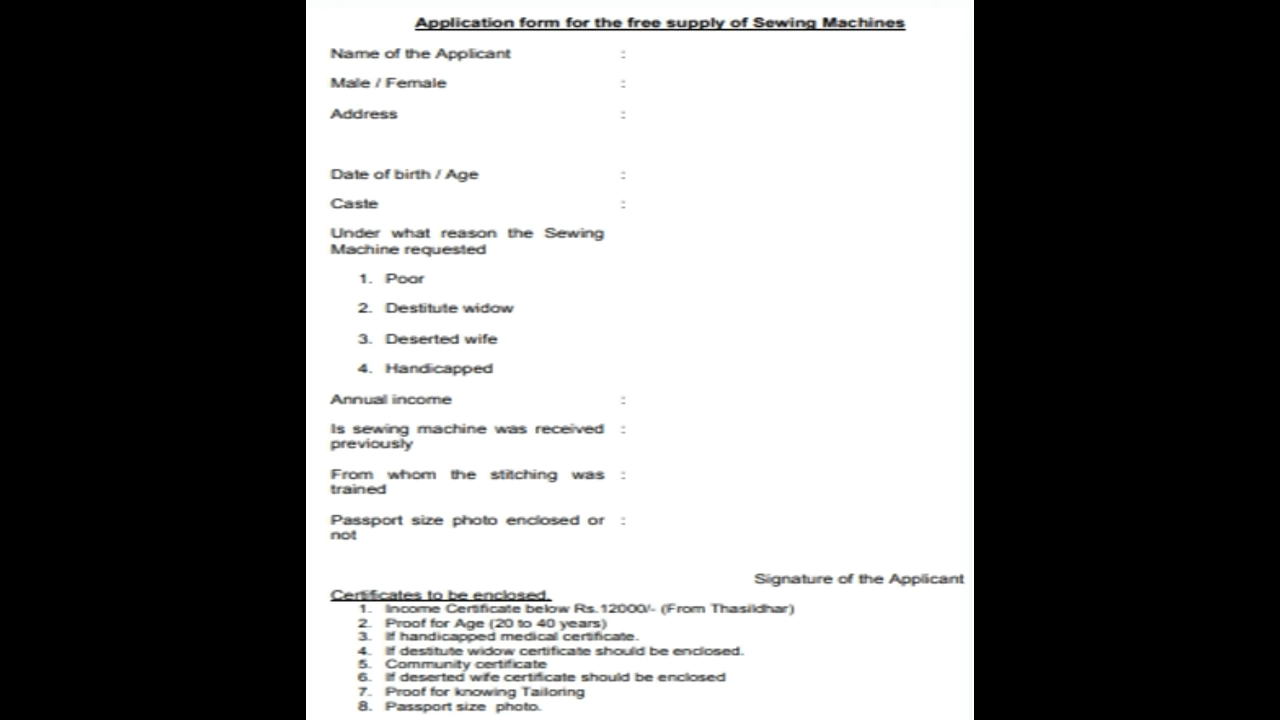 Application form for the free supply of Sewing Machines
Name of the Applicant :
Male / Female :
Address :
Date of birth / Age :
Caste :
Under what reason the Sewing
Machine requested
1. Poor
2. Destitute widow
3. Deserted wife
4. Handicapped
Annual income :
Is sewing machine was received :
previously
From whom the stitching was :
trained
Passport size photo enclosed or :
not
Signature of the Applicant
Certificates to be enclosed.
1. Income Certificate below Rs.12000/- (From Thasildhar)
2. Proof for Age (20 to 40 years)
3. If handicapped medical certificate.
4. If destitute widow certificate should be enclosed.
5. Community certificate
6. If deserted wife certificate should be enclosed
7. Proof for knowing Tailoring
8. Passport size photo.